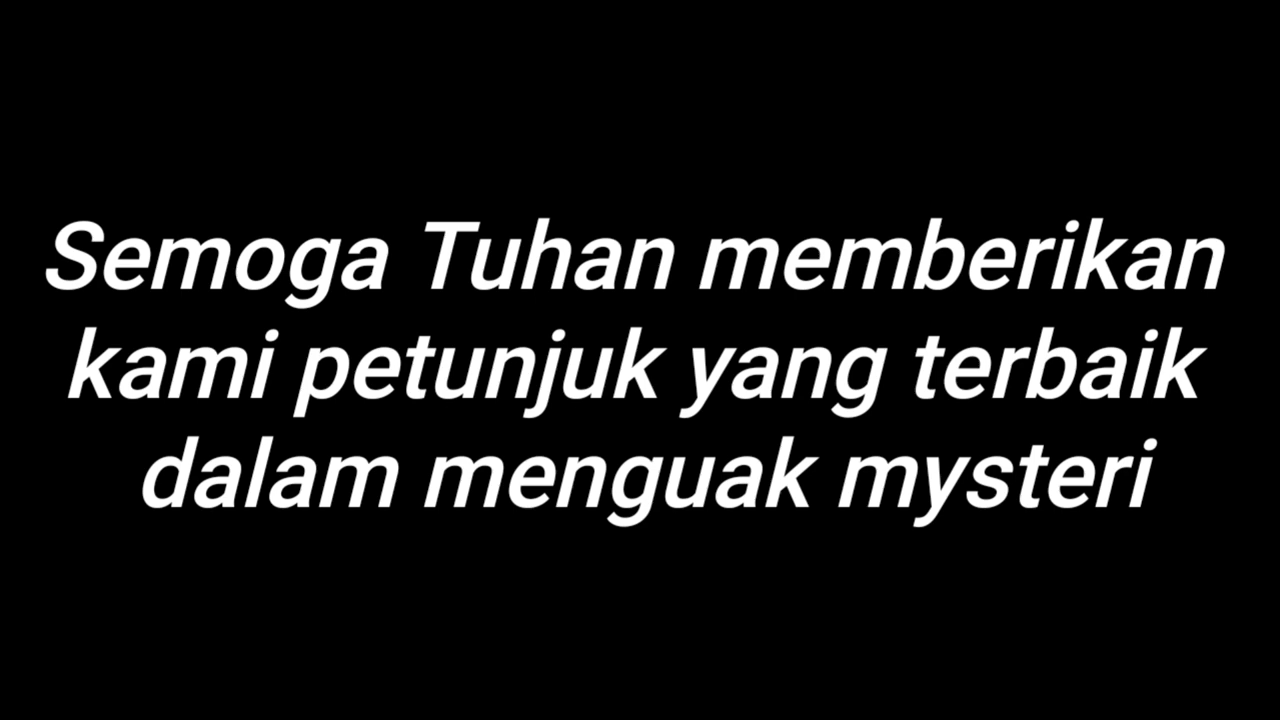 Semoga Tuhan memberikan
kami petunjuk yang terbaik
dalam menguak mysteri